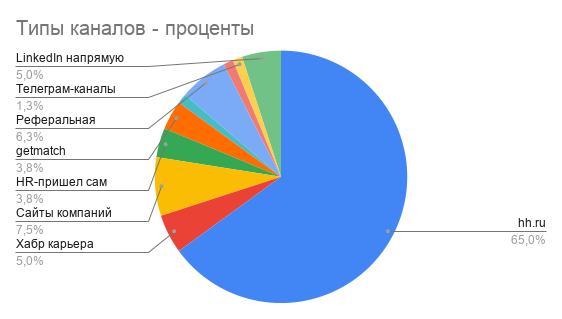 Типы каналов - проценты
LinkedIn напрямую
5,0%
Телеграм-каналы
1,3%
Реферальная
6,3%
getmatch
3,8%
HR-пришел сам
3,8%
Сайты компаний
7,5%
Хабр карьера
5,0%
hh.ru
65,0%